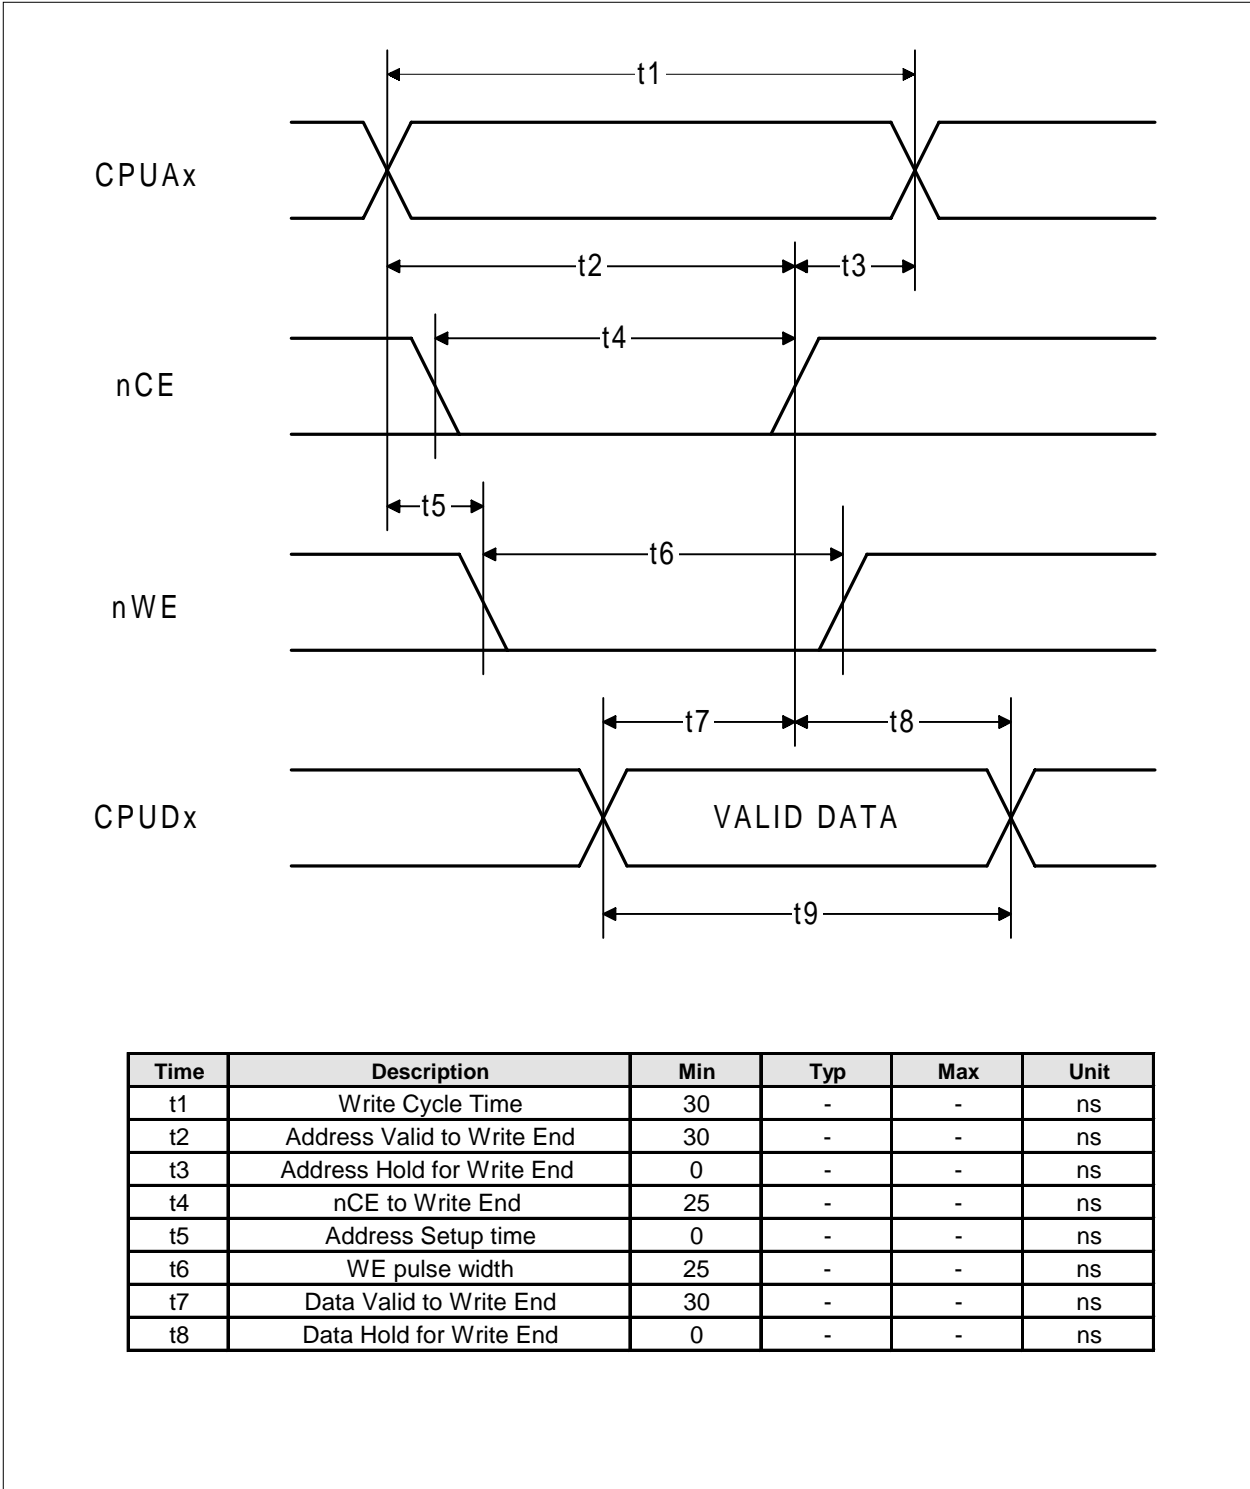 t1
CPUAx
t2
t3
t4
nCE
t5
t6
nWE
t7
t8
CPUDx
VALID DATA
t9
Time Description Min Typ Max Unit
t1 Write Cycle Time 30 - - ns
t2 Address Valid to Write End 30 - - ns
t3 Address Hold for Write End 0 - - ns
t4 nCE to Write End 25 - - ns
t5 Address Setup time 0 - - ns
t6 WE pulse width 25 - - ns
t7 Data Valid to Write End 30 - - ns
t8 Data Hold for Write End 0 - - ns